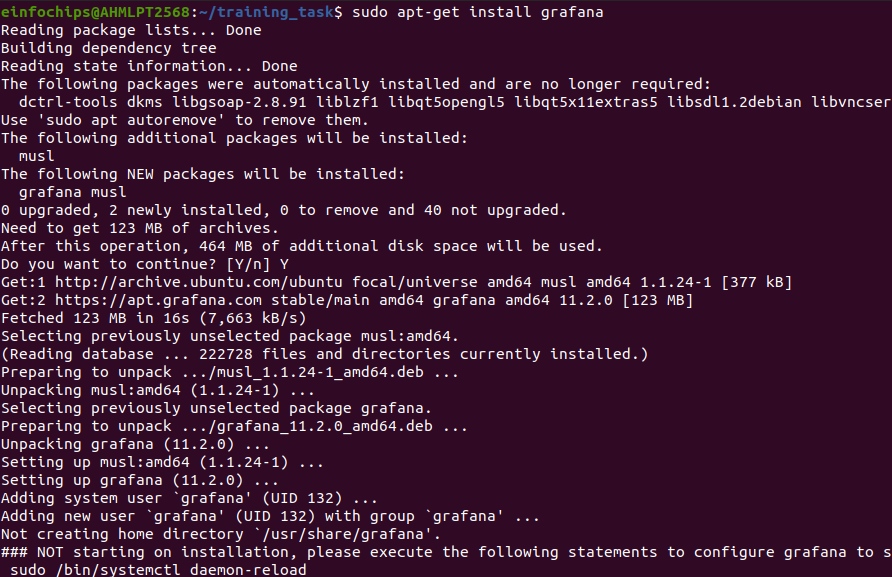 einfochips@AHMLPT2568:~/training_task$ sudo apt-get install grafana
Reading package lists... Done
Building dependency tree
Reading state information... Done
The following packages were automatically installed and are no longer required:
  dctrl-tools dkms libgsoap-2.8.91 liblzf1 libqt5opengl5 libqt5x11extras5 libsdl1.2debian libvncser
Use 'sudo apt autoremove' to remove them.
The following additional packages will be installed:
  musl
The following NEW packages will be installed:
  grafana musl
0 upgraded, 2 newly installed, 0 to remove and 40 not upgraded.
Need to get 123 MB of archives.
After this operation, 464 MB of additional disk space will be used.
Do you want to continue? [Y/n] Y
Get:1 http://archive.ubuntu.com/ubuntu focal/universe amd64 musl amd64 1.1.24-1 [377 kB]
Get:2 https://apt.grafana.com stable/main amd64 grafana amd64 11.2.0 [123 MB]
Fetched 123 MB in 16s (7,663 kB/s)
Selecting previously unselected package musl:amd64.
(Reading database ... 222728 files and directories currently installed.)
Preparing to unpack .../musl_1.1.24-1_amd64.deb ...
Unpacking musl:amd64 (1.1.24-1) ...
Selecting previously unselected package grafana.
Preparing to unpack .../grafana_11.2.0_amd64.deb ...
Unpacking grafana (11.2.0) ...
Setting up musl:amd64 (1.1.24-1) ...
Setting up grafana (11.2.0) ...
Adding system user `grafana' (UID 132) ...
Adding new user `grafana' (UID 132) with group `grafana' ...
Not creating home directory `/usr/share/grafana'.
### NOT starting on installation, please execute the following statements to configure grafana to s
 sudo /bin/systemctl daemon-reload